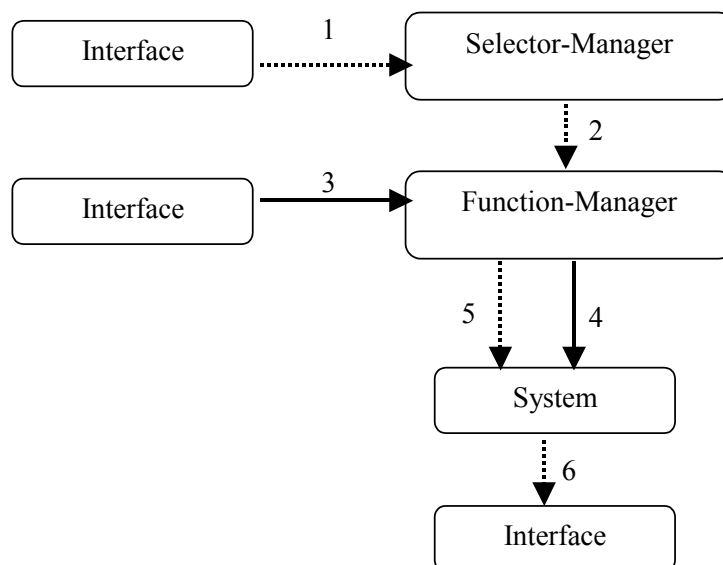 1
Interface
Selector-Manager
2
3
Interface
Function-Manager
5
4
System
6
Interface